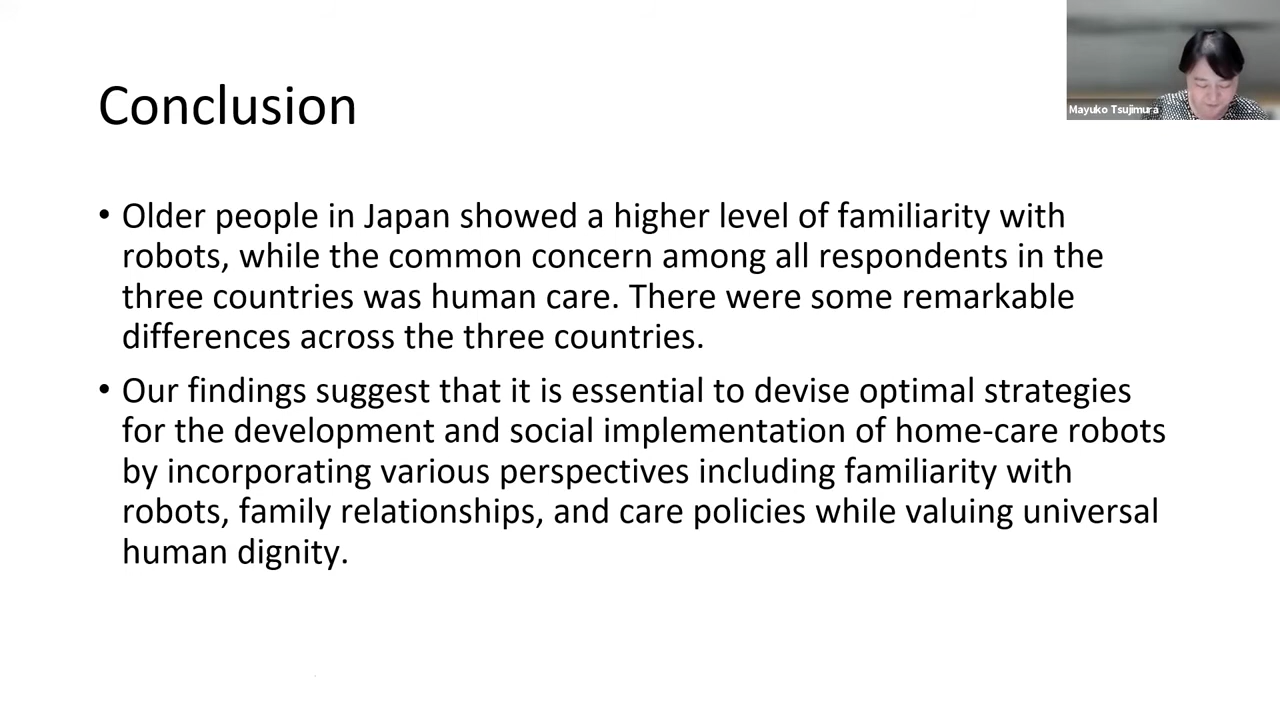 Mayuko Tsujimura
Conclusion
• Older people in Japan showed a higher level of familiarity with
robots, while the common concern among all respondents in the
three countries was human care. There were some remarkable
differences across the three countries.
• Our findings suggest that it is essential to devise optimal strategies
for the development and social implementation of home-care robots
by incorporating various perspectives including familiarity with
robots, family relationships, and care policies while valuing universal
human dignity.